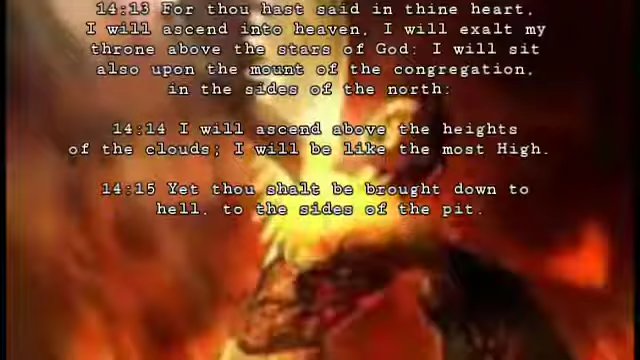 14:13 For thou hast said in thine heart,
I will ascend into heaven, I will exalt my
throne above the stars of God: I will sit
also upon the mount of the congregation,
in the sides of the north:
14:14 I will ascend above the heights
of the clouds; I will be like the most High.
14:15 Yet thou shalt be brought down to
hell, to the sides of the pit.